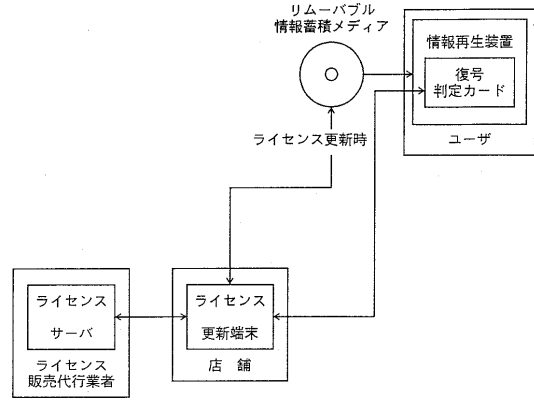 リムーバブル
情報蓄積メディア
情報再生装置
復号
判定カード
ユーザ
ライセンス更新時
ライセンス
サーバ
ライセンス
販売代行業者
ライセンス
更新端末
店 舗